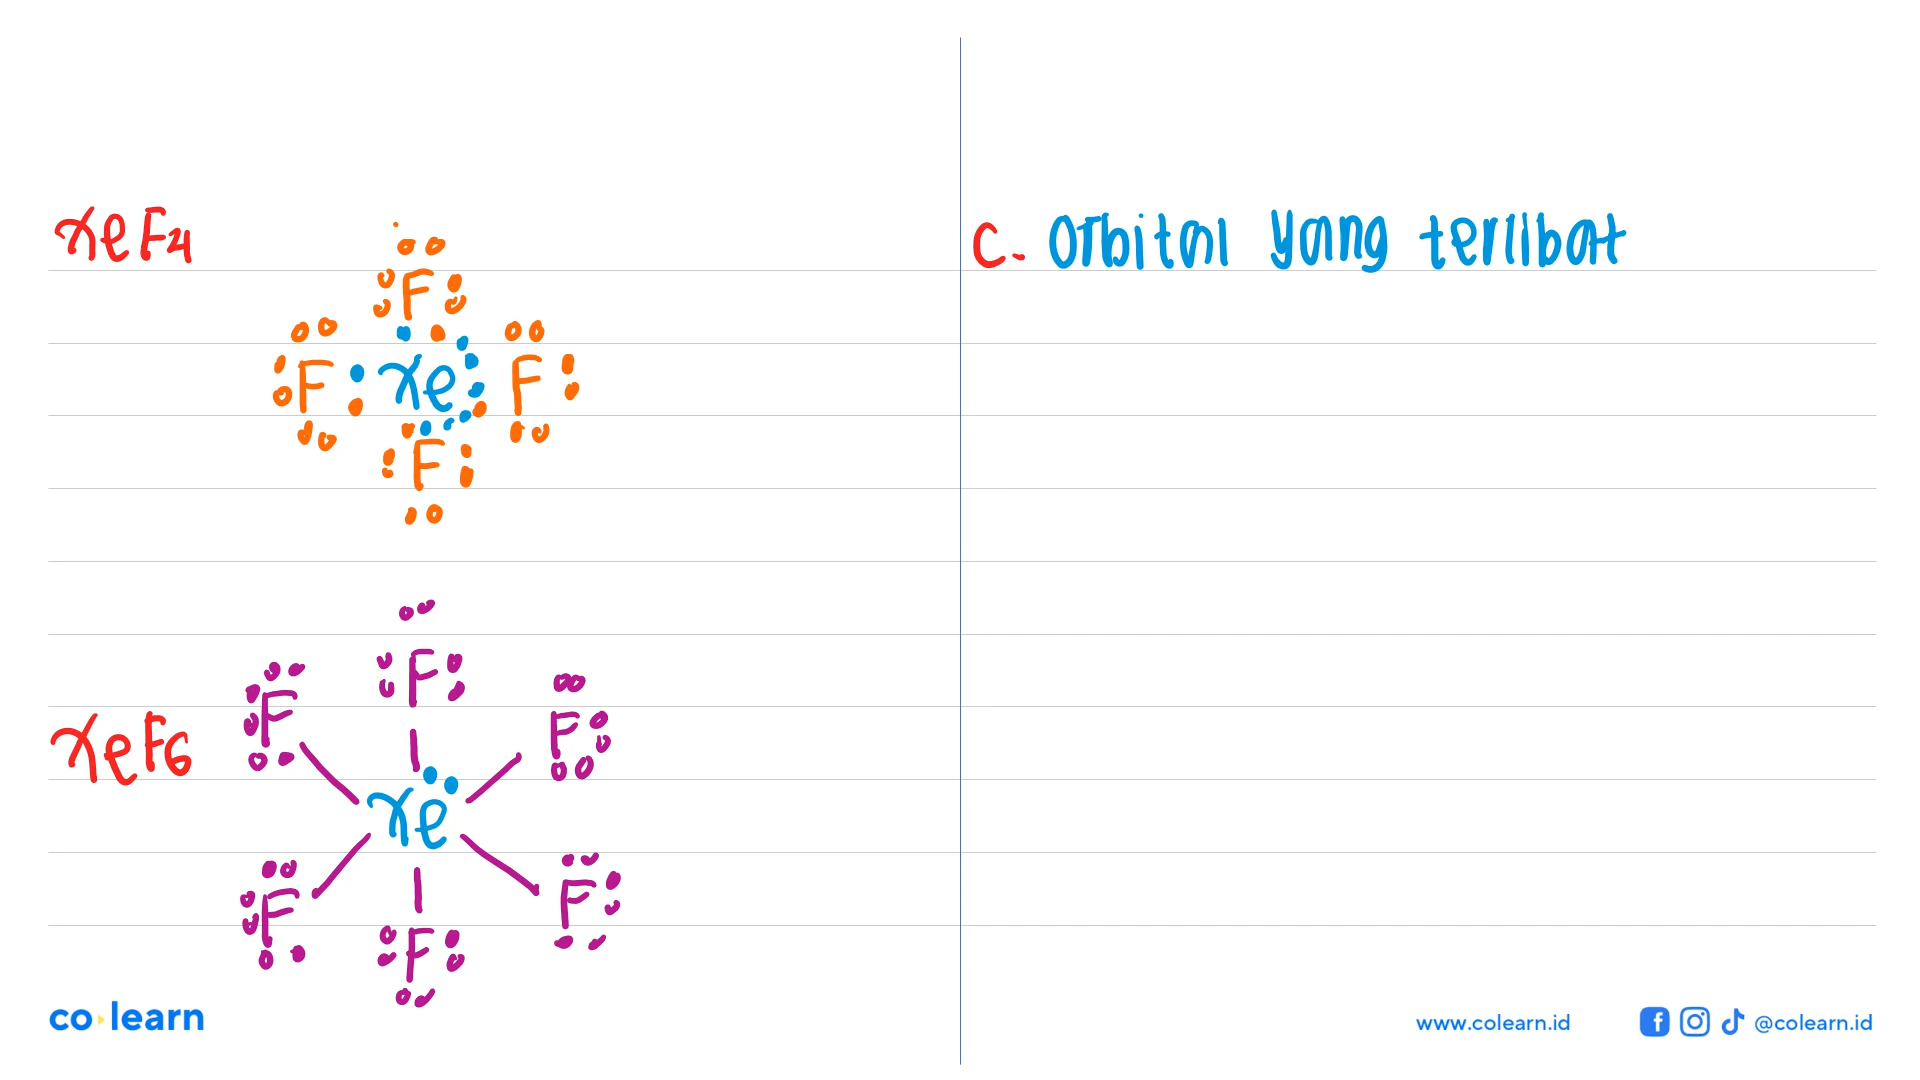 XeF4
F
F Xe F
F
F
F F
XeF6
Xe
F F
F
C. Orbital yang terlibat
co learn
www.colearn.id
@colearn.id